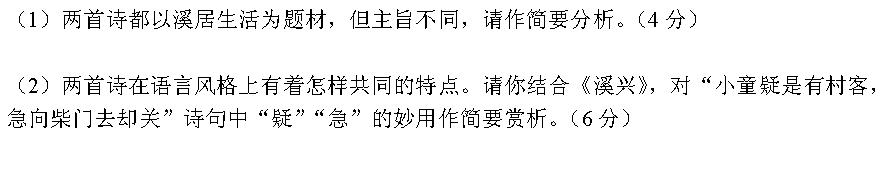 （1）两首诗都以溪居生活为题材，但主旨不同，请作简要分析。（4 分）
（2）两首诗在语言风格上有着怎样共同的特点。请你结合《溪兴》，对“小童疑是有村客，
急向柴门去却关”诗句中“疑”“急”的妙用作简要赏析。（6 分）